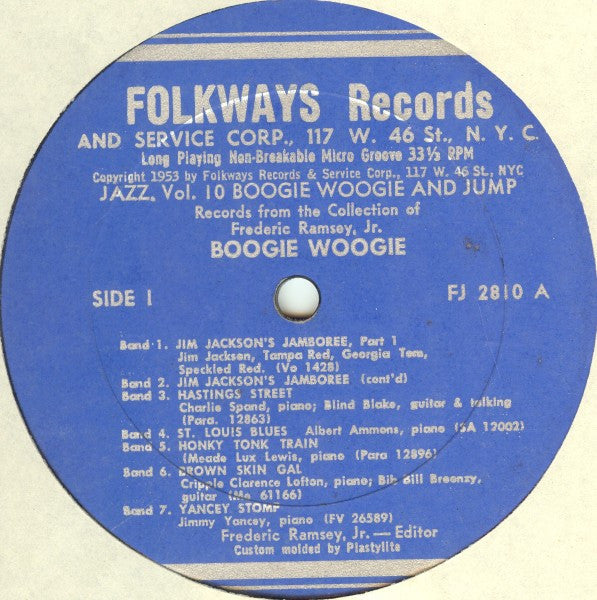 FOLKWAYS Records
AND SERVICE CORP., 117 W. 46 St., N. Y. C.
Long Playing Non-Breakable Micro Groove 33⅓ RPM
Copyright 1953 by Folkways Records & Service Corp., 117 W. 46 St., NYC
JAZZ, Vol. 10 BOOGIE WOOGIE AND JUMP
Records from the Collection of
Frederic Ramsey, Jr.
BOOGIE WOOGIE
SIDE I
FJ 2810 A
Band 1. JIM JACKSON'S JAMBOREE, Part 1
Jim Jackson, Tampa Red, Georgia Tom,
Speckled Red. (Vo 1428)
Band 2. JIM JACKSON'S JAMBOREE (cont'd)
Band 3. HASTINGS STREET
Charlie Spand, piano; Blind Blake, guitar & talking
(Para. 12863)
Band 4. ST. LOUIS BLUES Albert Ammons, piano (SA 12002)
Band 5. HONKY TONK TRAIN
(Meade Lux Lewis, piano (Para 12896)
Band 6. BROWN SKIN GAL
Cripple Clarence Lofton, piano; Bib Bill Broonzy,
guitar (Me 61166)
Band 7. YANCEY STOMP
Jimmy Yancey, piano (FV 26589)
Frederic Ramsey, Jr. — Editor
Custom molded by Plastylite